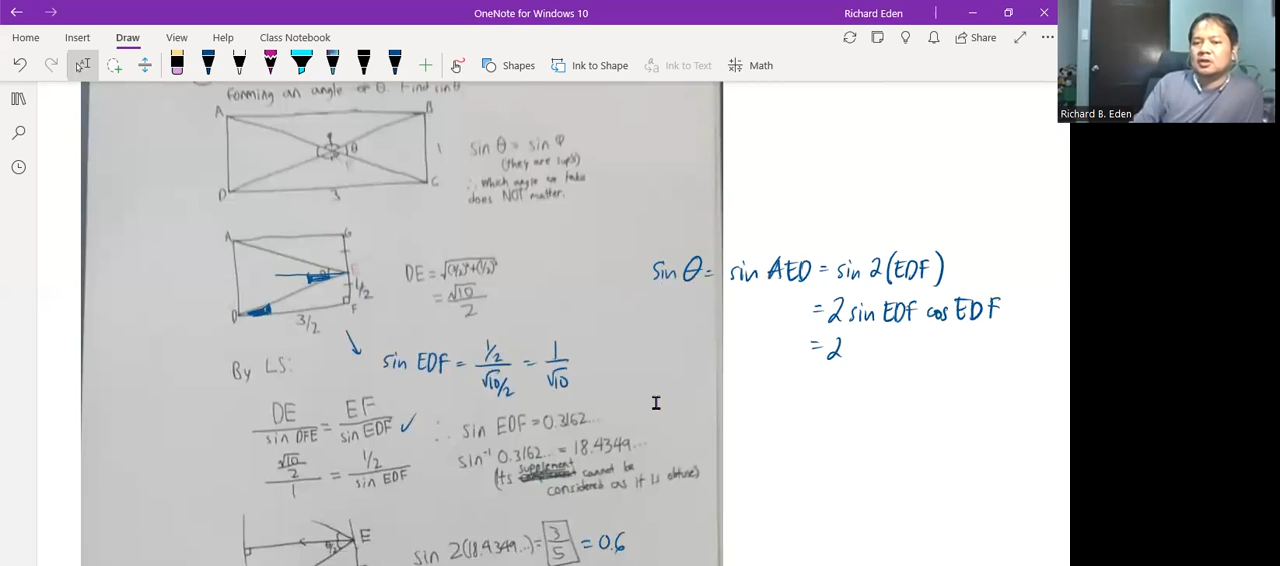 OneNote for Windows 10
Richard Eden
Home Insert Draw View Help Class Notebook
Share
Shapes Ink to Shape Ink to Text Math
Richard B. Eden
forming an angle of θ. Find sinθ
A B
θ 1
D C
3
sin θ = sin φ
(they are sup's)
∴ which angle we take
does NOT matter.
A
E
1/2
D F
3/2
DE = √(3/2)²+(1/2)²
= √10/2
sin θ = sin AED = sin 2(EDF)
= 2 sin EDF cos EDF
= 2
By LS:
sin EDF = 1/2 / √10/2 = 1/√10
DE/sin DFE = EF/sin EDF ✓
∴ sin EDF = 0.3162...
√10/2 / 1 = 1/2 / sin EDF
sin⁻¹ 0.3162... = 18.4349...
(Its supplement cannot be
considered as it is obtuse)
E
sin 2(18.4349...) = 3/5 = 0.6